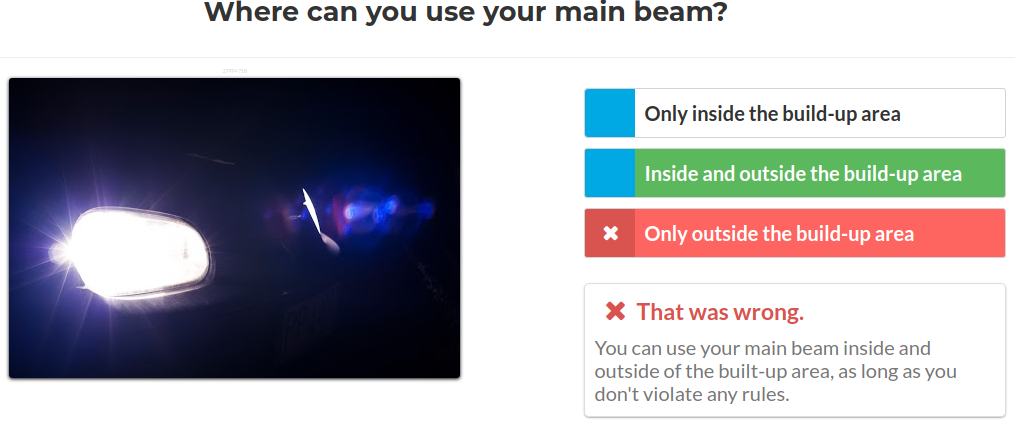 Where can you use your main beam?
Only inside the build-up area
Inside and outside the build-up area
Only outside the build-up area
That was wrong.
You can use your main beam inside and
outside of the built-up area, as long as you
don't violate any rules.